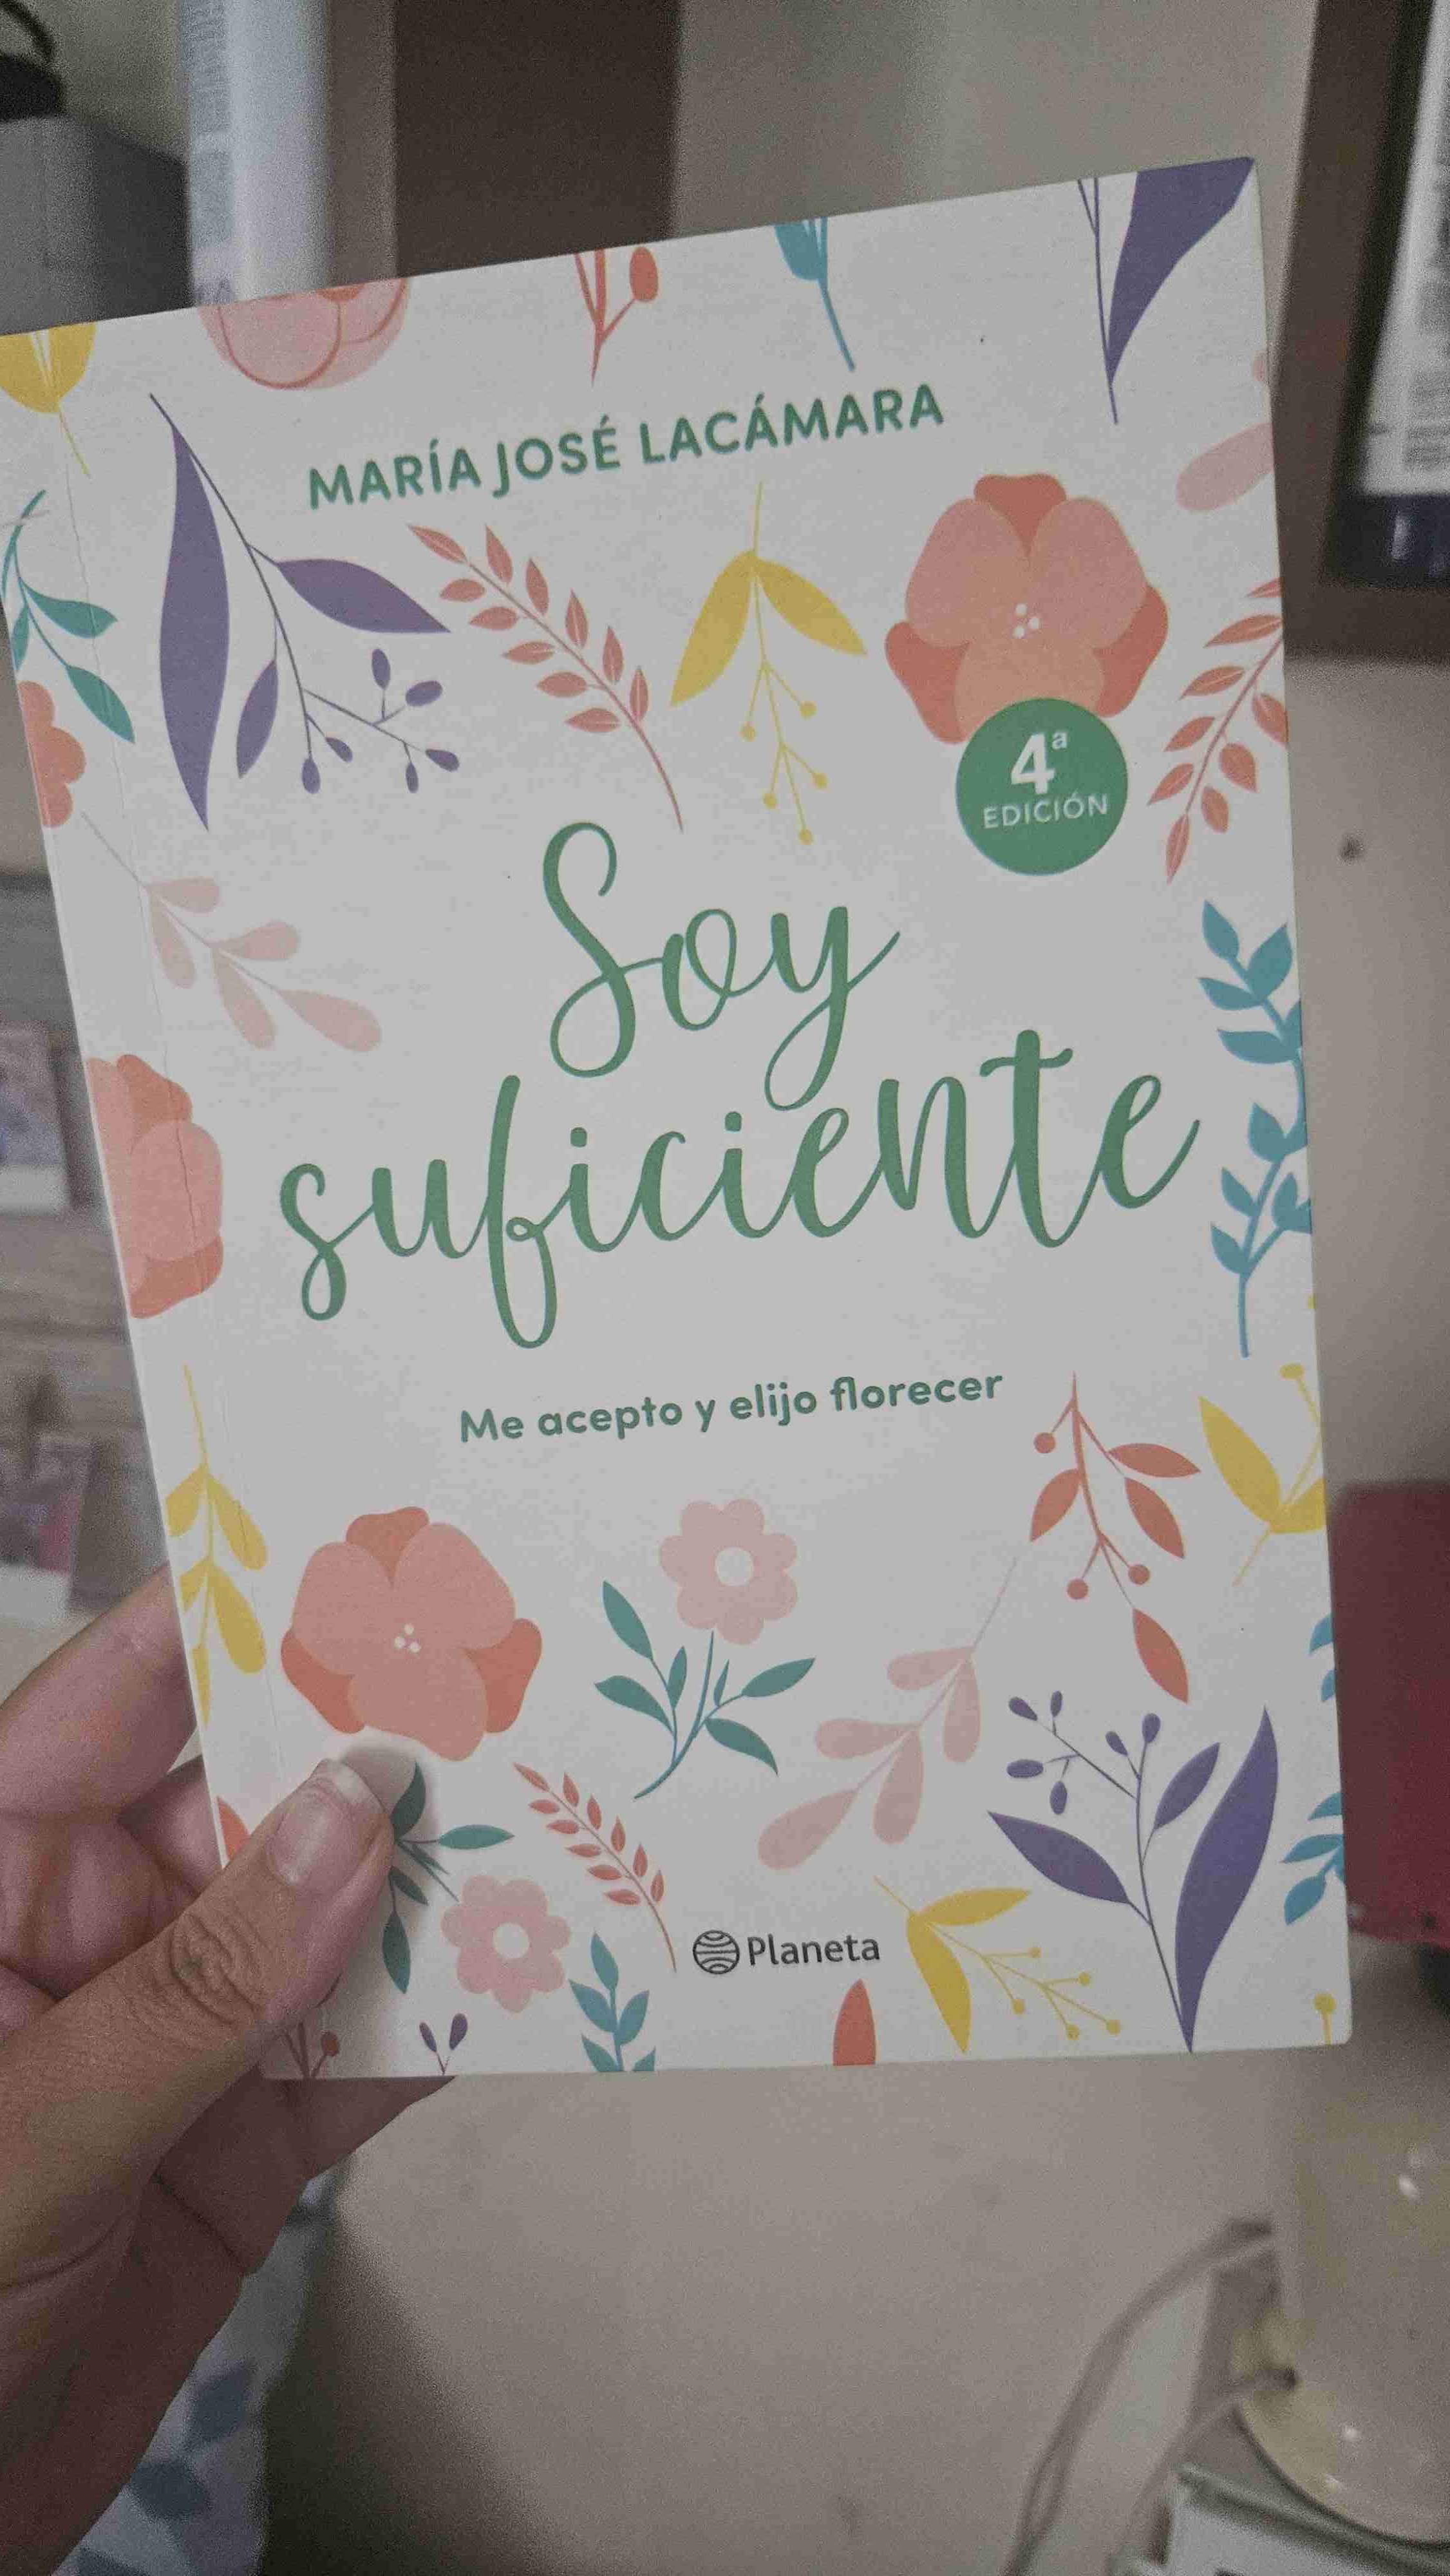 MARÍA JOSÉ LACÁMARA
4ª
EDICIÓN
Soy
suficiente
Me acepto y elijo florecer
Planeta